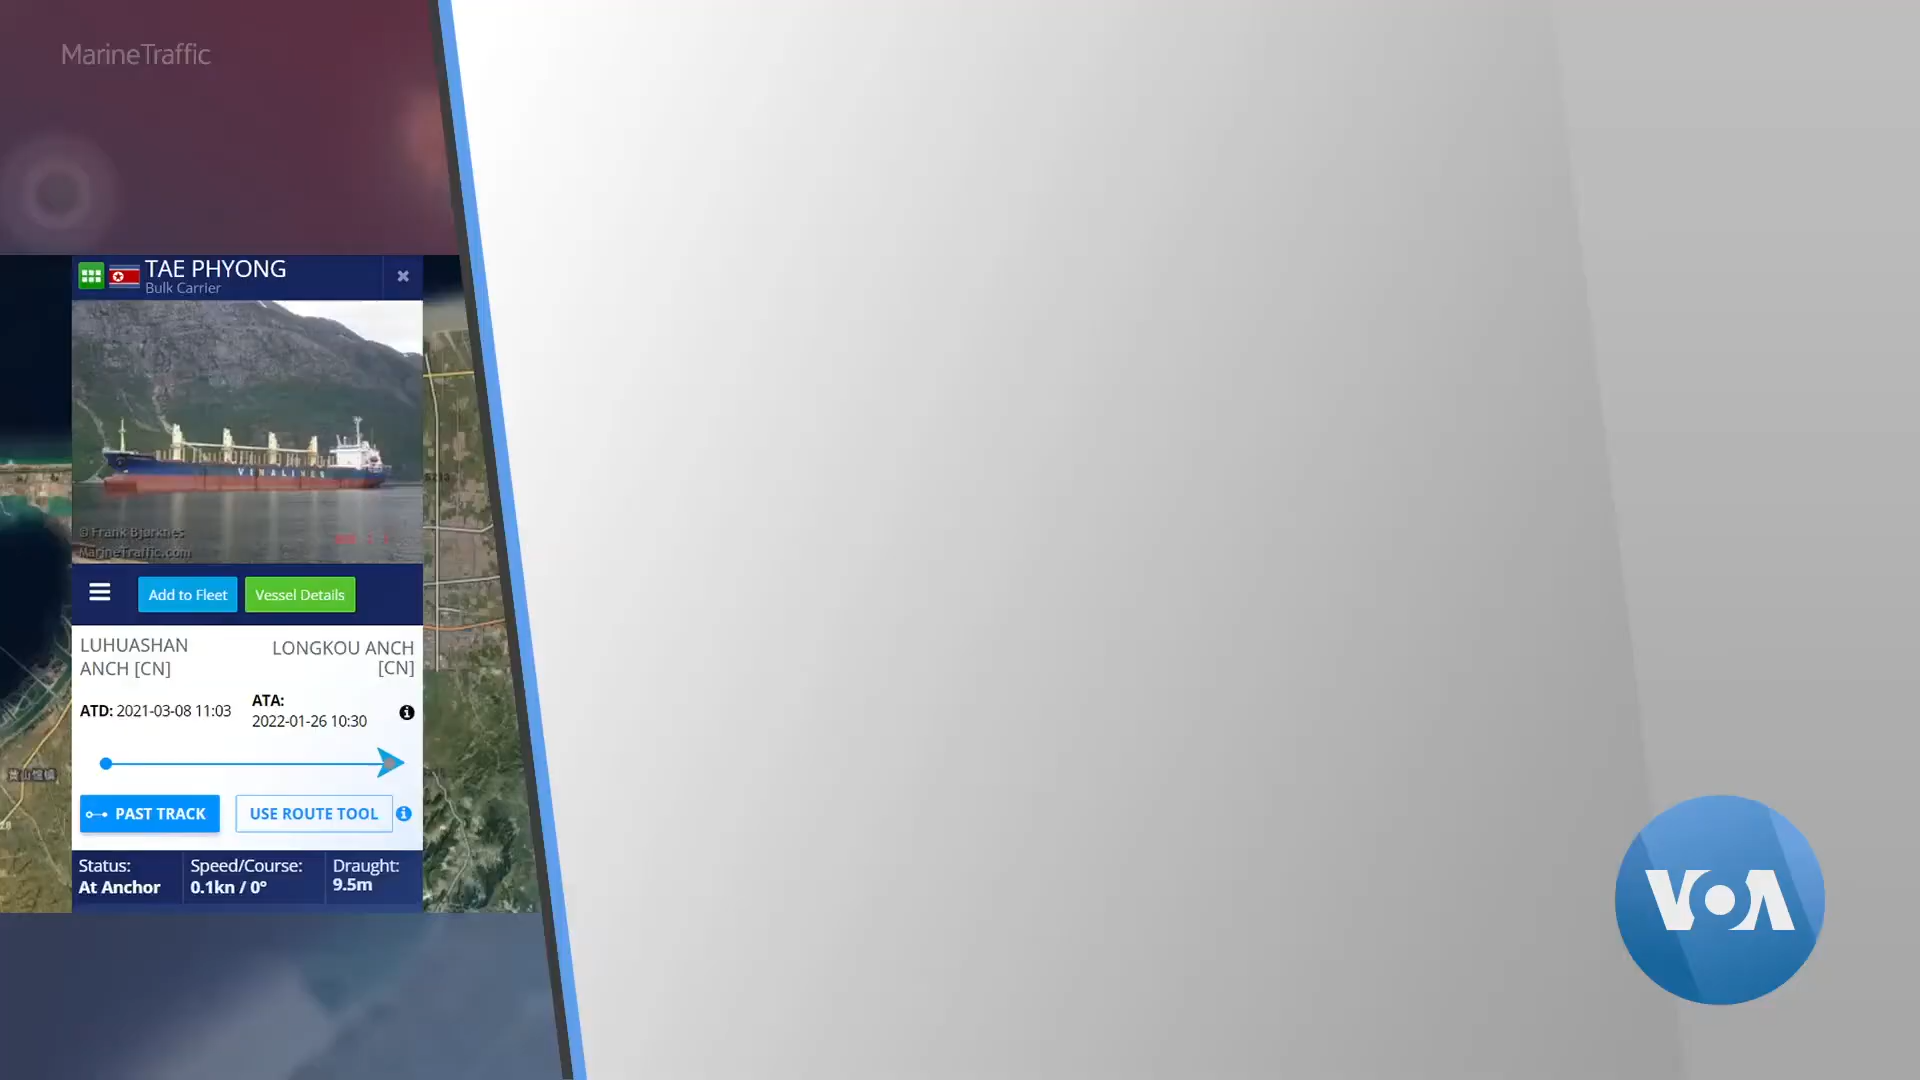 MarineTraffic
TAE PHYONG
Bulk Carrier
VINALINES
© Frank Bjorknes
MarineTraffic.com
Add to Fleet
Vessel Details
LUHUASHAN
ANCH [CN]
LONGKOU ANCH
[CN]
ATD: 2021-03-08 11:03
ATA:
2022-01-26 10:30
PAST TRACK
USE ROUTE TOOL
Status:
At Anchor
Speed/Course:
0.1kn / 0°
Draught:
9.5m
VOA